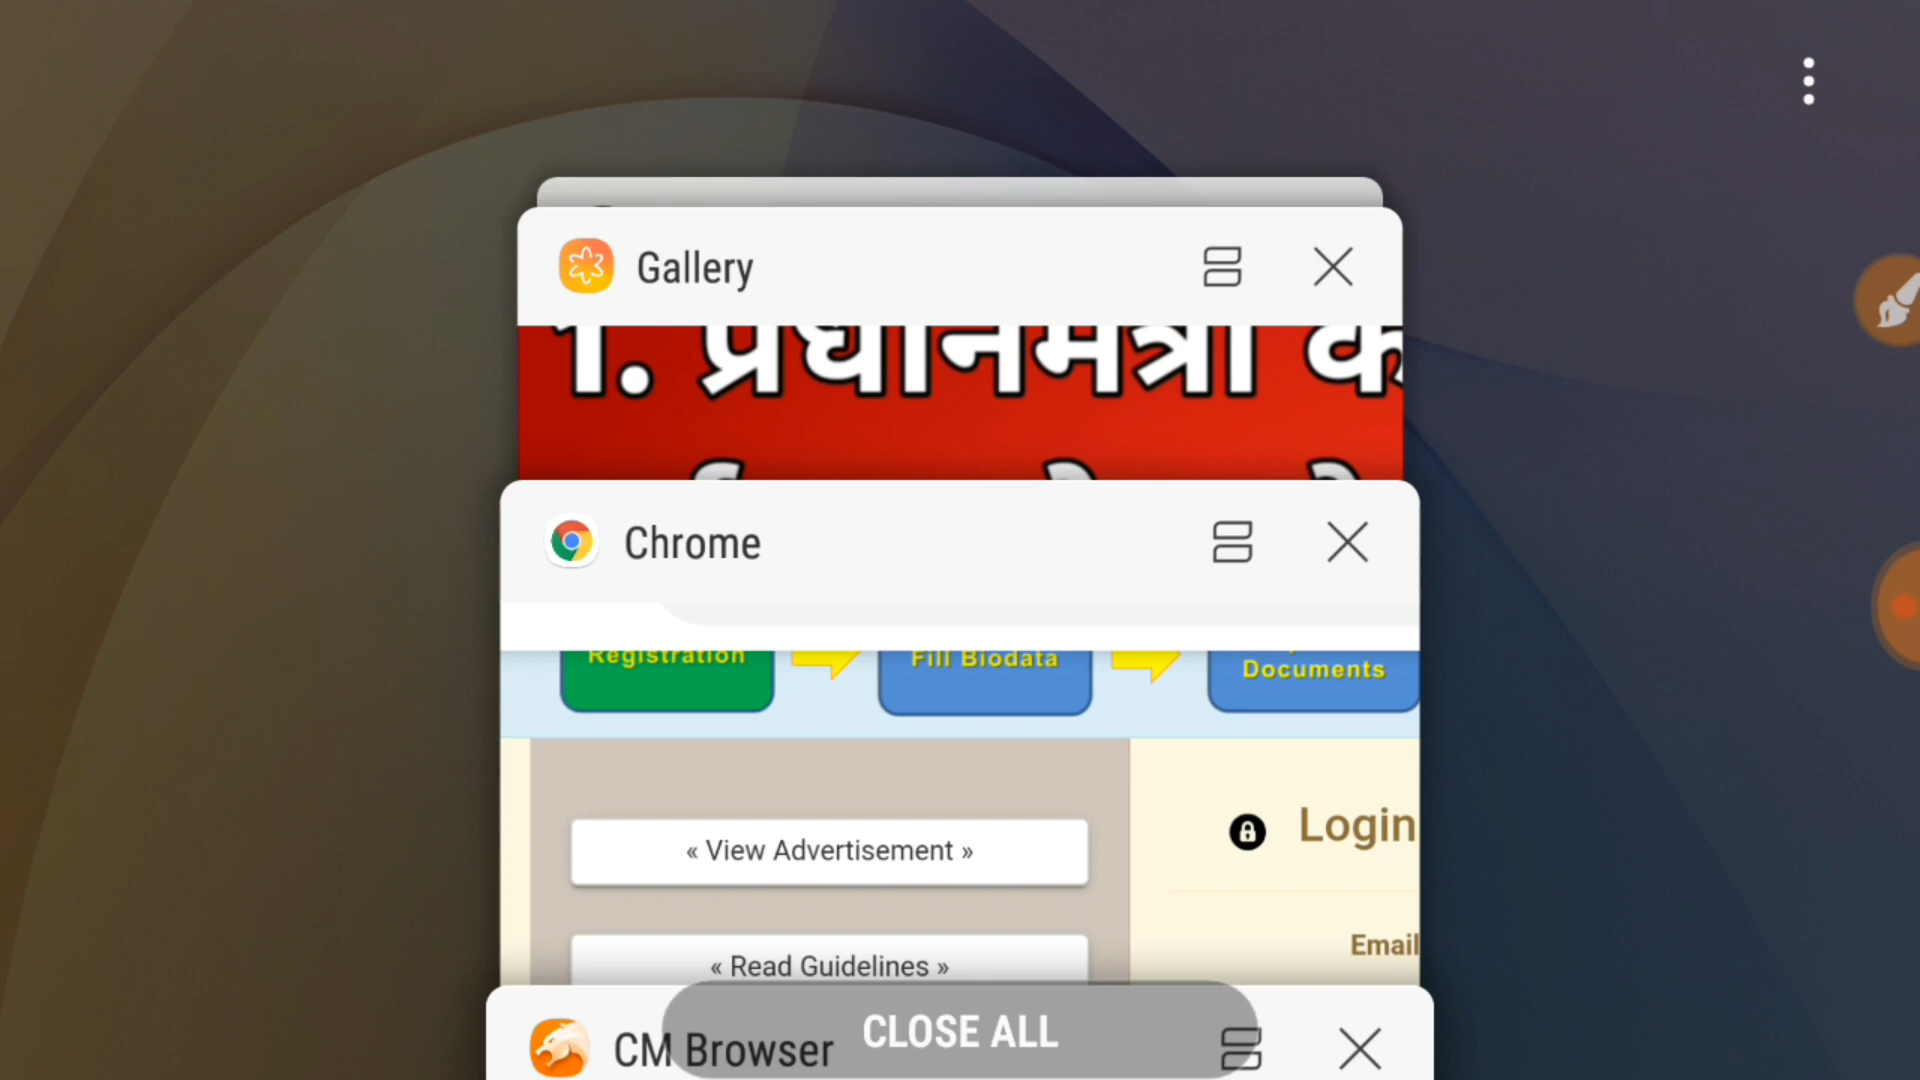 Gallery
1. प्रधानमंत्री
Chrome
Registration
Fill Biodata
Documents
« View Advertisement »
Login
Email
« Read Guidelines »
CLOSE ALL
CM Browser